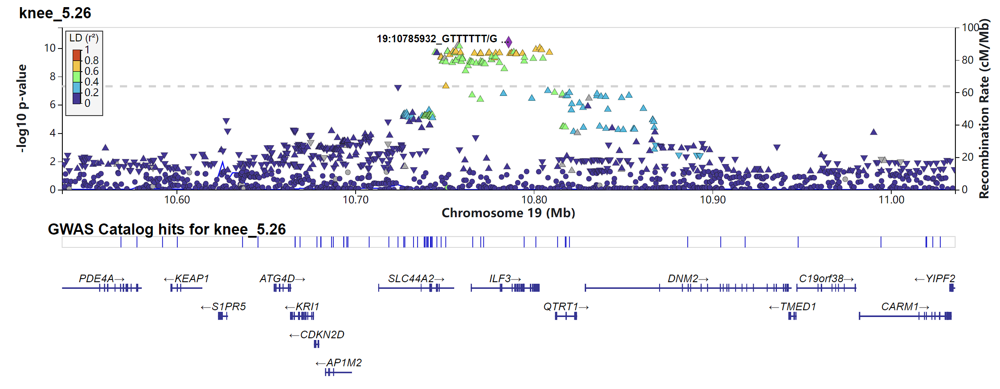 knee_5.26
LD (r²)
1
0.8
0.6
0.4
0.2
0
19:10785932_GTTTTTT/G ...
10
8
6
4
2
0
-log10 p-value
100
80
60
40
20
0
Recombination Rate (cM/Mb)
10.60 10.70 10.80 10.90 11.00
Chromosome 19 (Mb)
GWAS Catalog hits for knee_5.26
PDE4A→ ←KEAP1 ATG4D→ SLC44A2→ ILF3→ DNM2→ C19orf38→ ←YIPF2
←S1PR5 ←KRI1 QTRT1→ ←TMED1 CARM1→
←CDKN2D
←AP1M2